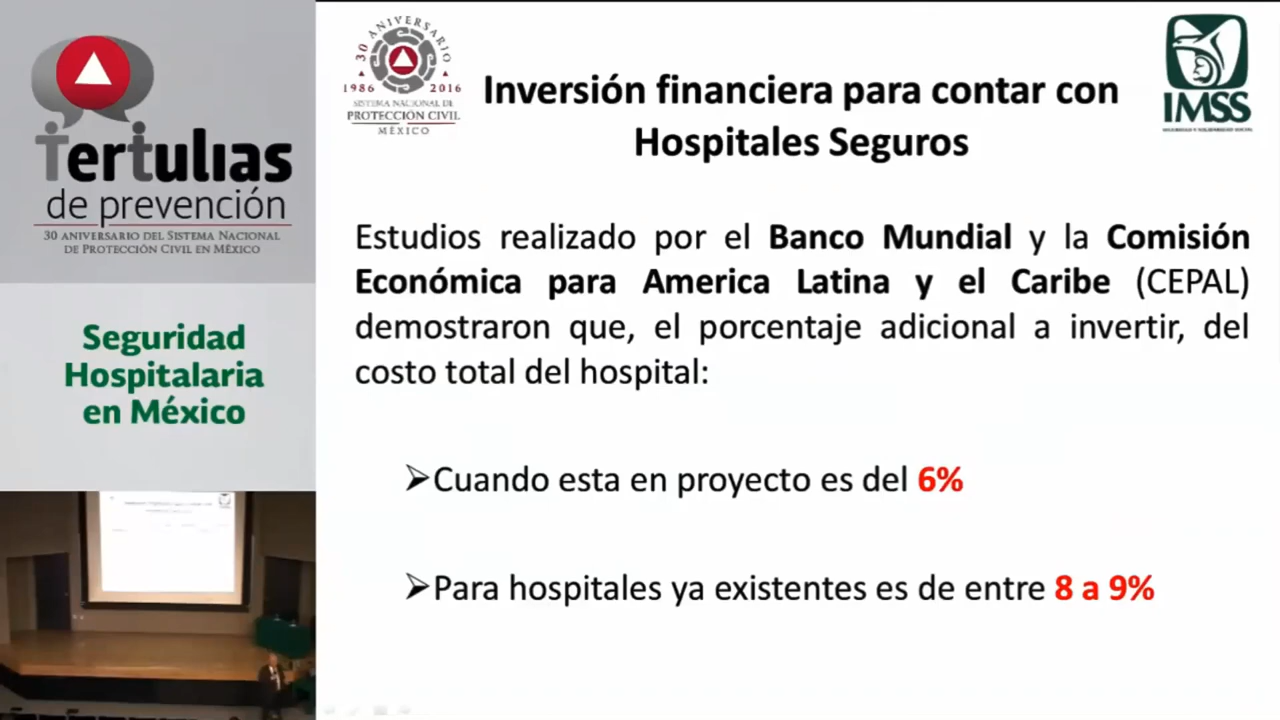 Tertulias
de prevención
30 ANIVERSARIO DEL SISTEMA NACIONAL
DE PROTECCIÓN CIVIL EN MÉXICO
Seguridad
Hospitalaria
en México
30 ANIVERSARIO
1986 2016
SISTEMA NACIONAL DE
PROTECCIÓN CIVIL
MÉXICO
IMSS
SEGURIDAD Y SOLIDARIDAD SOCIAL
Inversión financiera para contar con
Hospitales Seguros
Estudios realizado por el Banco Mundial y la Comisión
Económica para America Latina y el Caribe (CEPAL)
demostraron que, el porcentaje adicional a invertir, del
costo total del hospital:
➢Cuando esta en proyecto es del 6%
➢Para hospitales ya existentes es de entre 8 a 9%